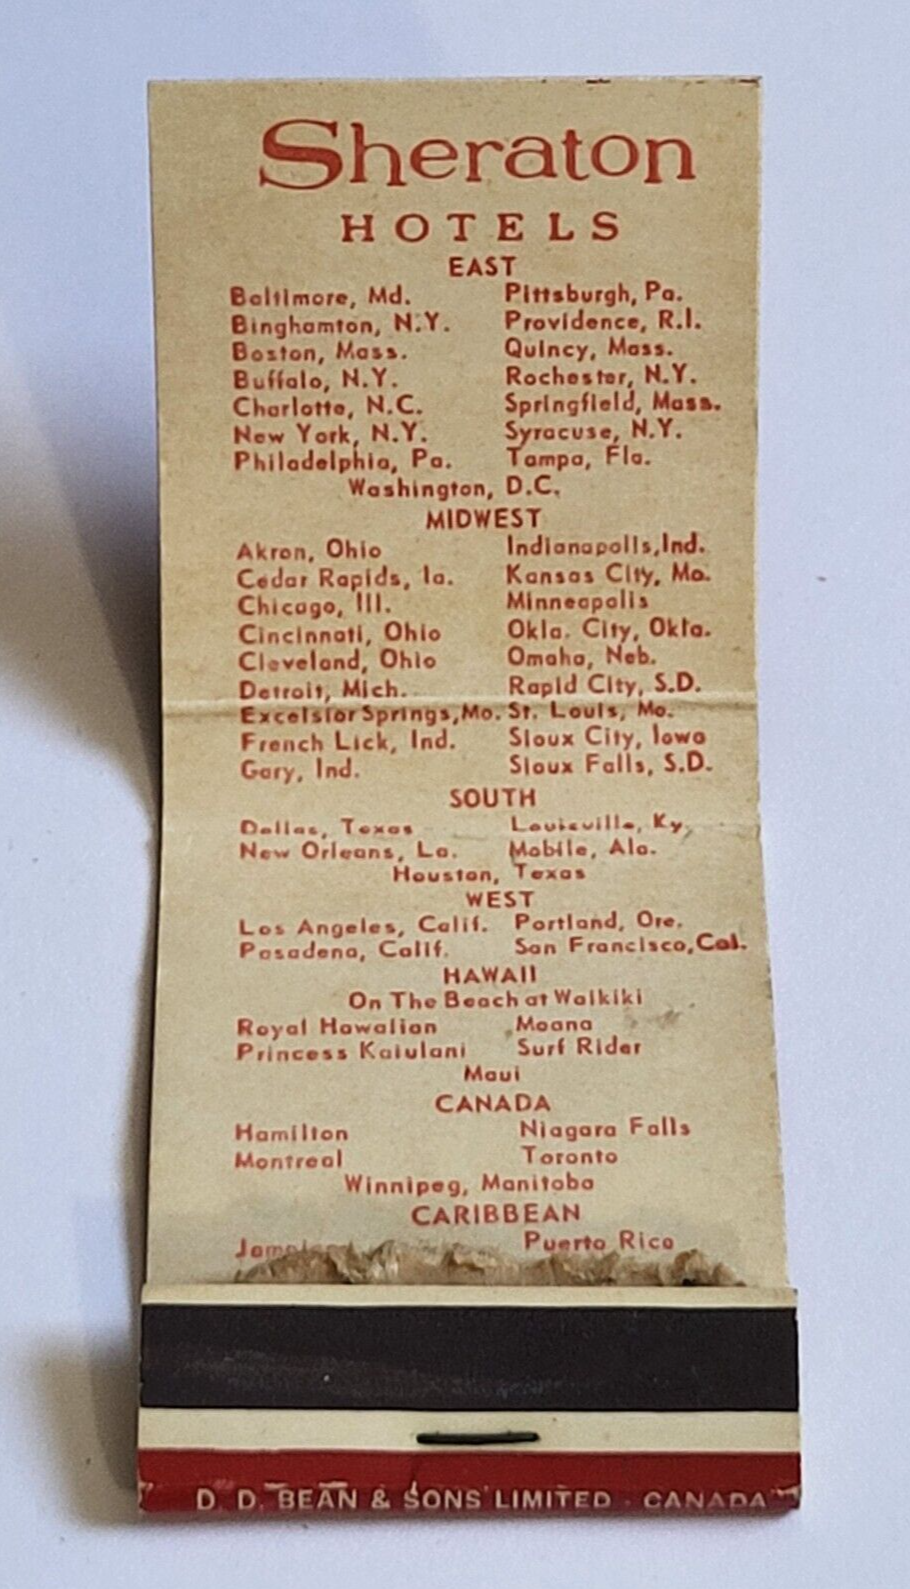 Sheraton
HOTELS
EAST
Baltimore, Md. Pittsburgh, Pa.
Binghamton, N.Y. Providence, R.I.
Boston, Mass. Quincy, Mass.
Buffalo, N.Y. Rochester, N.Y.
Charlotte, N.C. Springfield, Mass.
New York, N.Y. Syracuse, N.Y.
Philadelphia, Pa. Tampa, Fla.
Washington, D.C.
MIDWEST
Akron, Ohio Indianapolis, Ind.
Cedar Rapids, Ia. Kansas City, Mo.
Chicago, Ill. Minneapolis
Cincinnati, Ohio Okla. City, Okla.
Cleveland, Ohio Omaha, Neb.
Detroit, Mich. Rapid City, S.D.
Excelsior Springs, Mo. St. Louis, Mo.
French Lick, Ind. Sioux City, Iowa
Gary, Ind. Sioux Falls, S.D.
SOUTH
Dallas, Texas Louisville, Ky.
New Orleans, La. Mobile, Ala.
Houston, Texas
WEST
Los Angeles, Calif. Portland, Ore.
Pasadena, Calif. San Francisco, Cal.
HAWAII
On The Beach at Waikiki
Royal Hawaiian Moana
Princess Kaiulani Surf Rider
Maui
CANADA
Hamilton Niagara Falls
Montreal Toronto
Winnipeg, Manitoba
CARIBBEAN
Jamaica Puerto Rico
D. D. BEAN & SONS LIMITED · CANADA